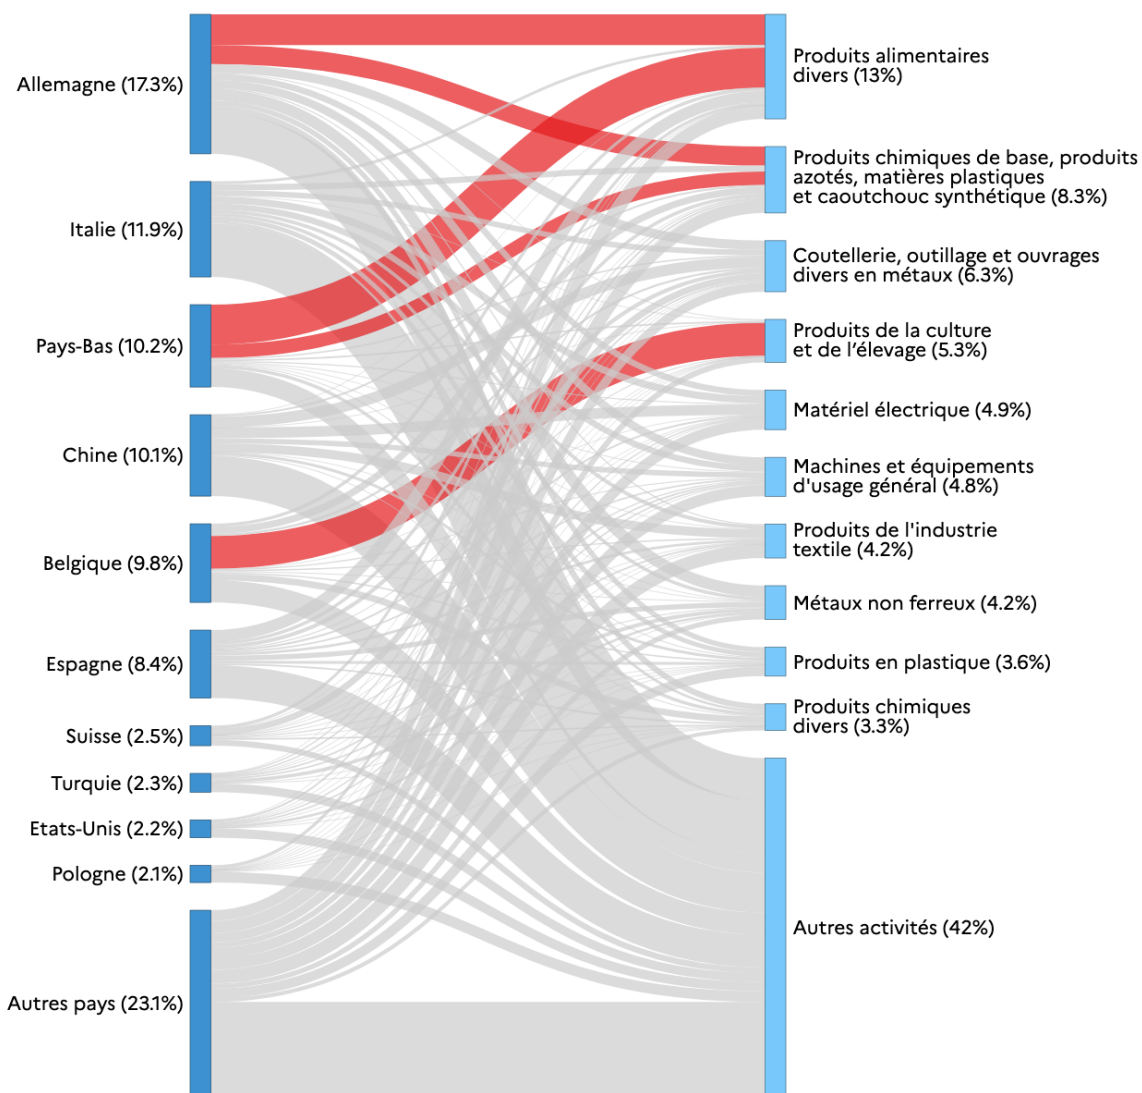 Allemagne (17.3%)
Italie (11.9%)
Pays-Bas (10.2%)
Chine (10.1%)
Belgique (9.8%)
Espagne (8.4%)
Suisse (2.5%)
Turquie (2.3%)
Etats-Unis (2.2%)
Pologne (2.1%)
Autres pays (23.1%)
Produits alimentaires
divers (13%)
Produits chimiques de base, produits
azotés, matières plastiques
et caoutchouc synthétique (8.3%)
Coutellerie, outillage et ouvrages
divers en métaux (6.3%)
Produits de la culture
et de l’élevage (5.3%)
Matériel électrique (4.9%)
Machines et équipements
d'usage général (4.8%)
Produits de l'industrie
textile (4.2%)
Métaux non ferreux (4.2%)
Produits en plastique (3.6%)
Produits chimiques
divers (3.3%)
Autres activités (42%)